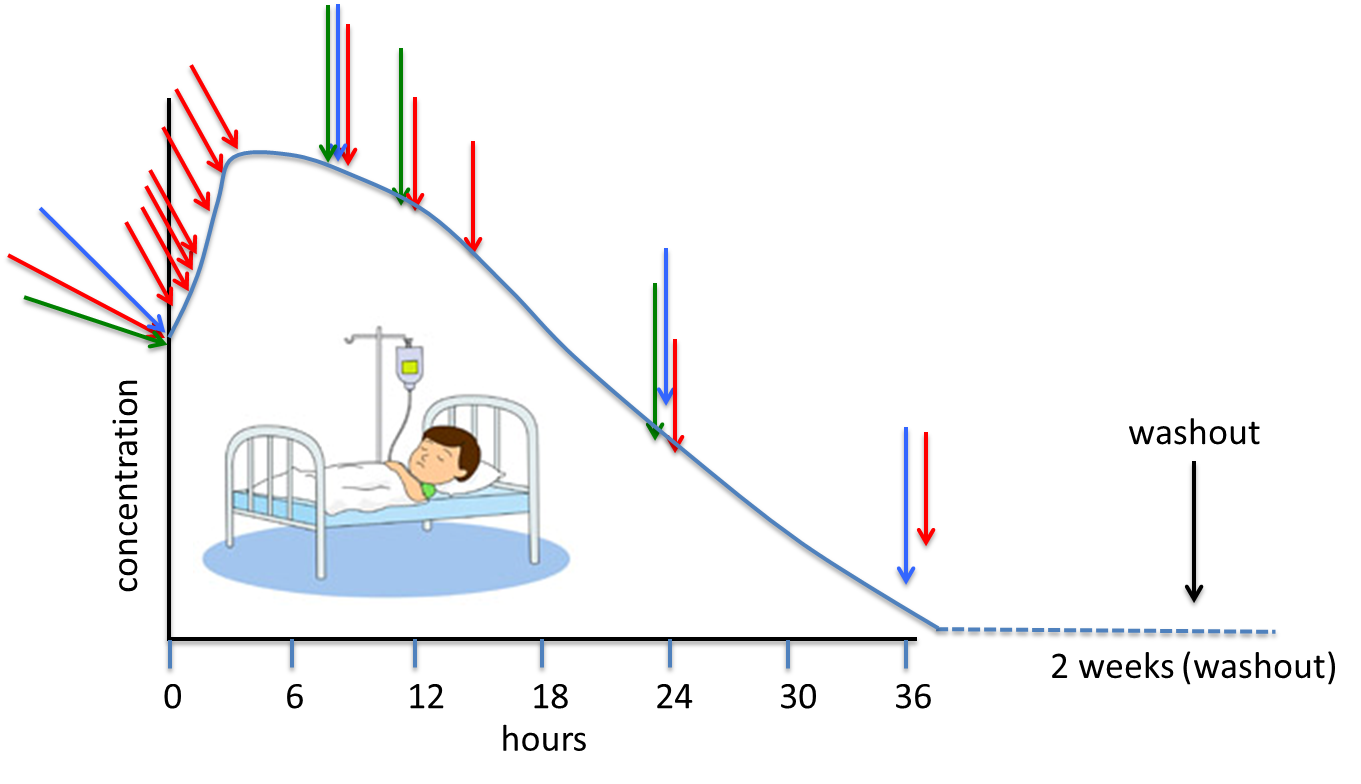 washout
concentration
2 weeks (washout)
0 6 12 18 24 30 36
hours